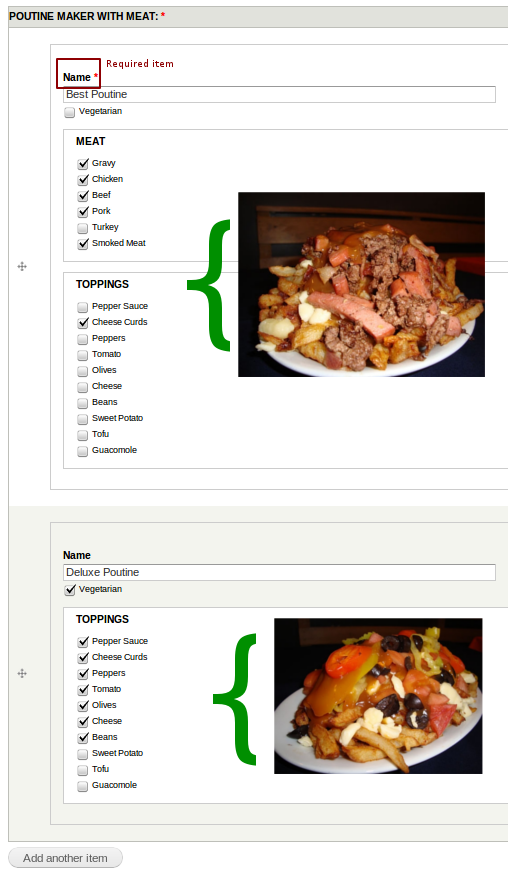 POUTINE MAKER WITH MEAT: *
Required item
Name *
Best Poutine
Vegetarian
MEAT
Gravy
Chicken
Beef
Pork
Turkey
Smoked Meat
TOPPINGS
Pepper Sauce
Cheese Curds
Peppers
Tomato
Olives
Cheese
Beans
Sweet Potato
Tofu
Guacomole
Name
Deluxe Poutine
Vegetarian
TOPPINGS
Pepper Sauce
Cheese Curds
Peppers
Tomato
Olives
Cheese
Beans
Sweet Potato
Tofu
Guacomole
Add another item